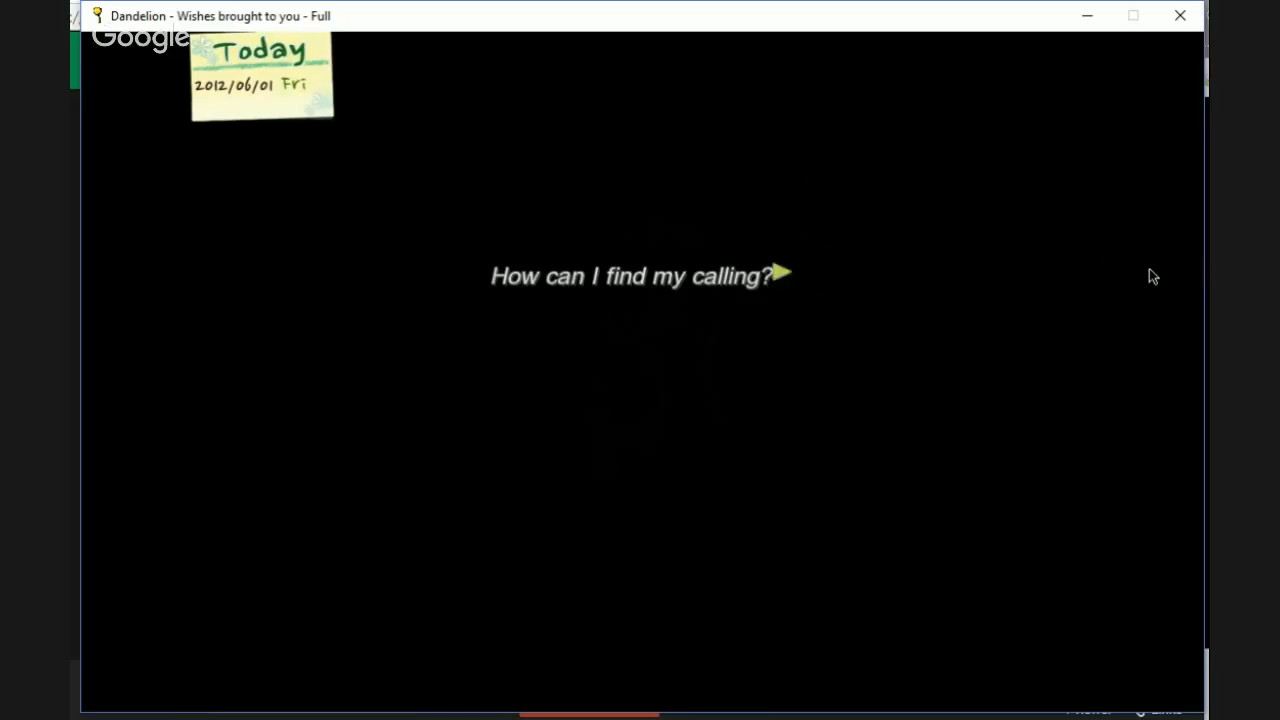 Dandelion - Wishes brought to you - Full
Google
Today
2012/06/01 Fri
How can I find my calling?